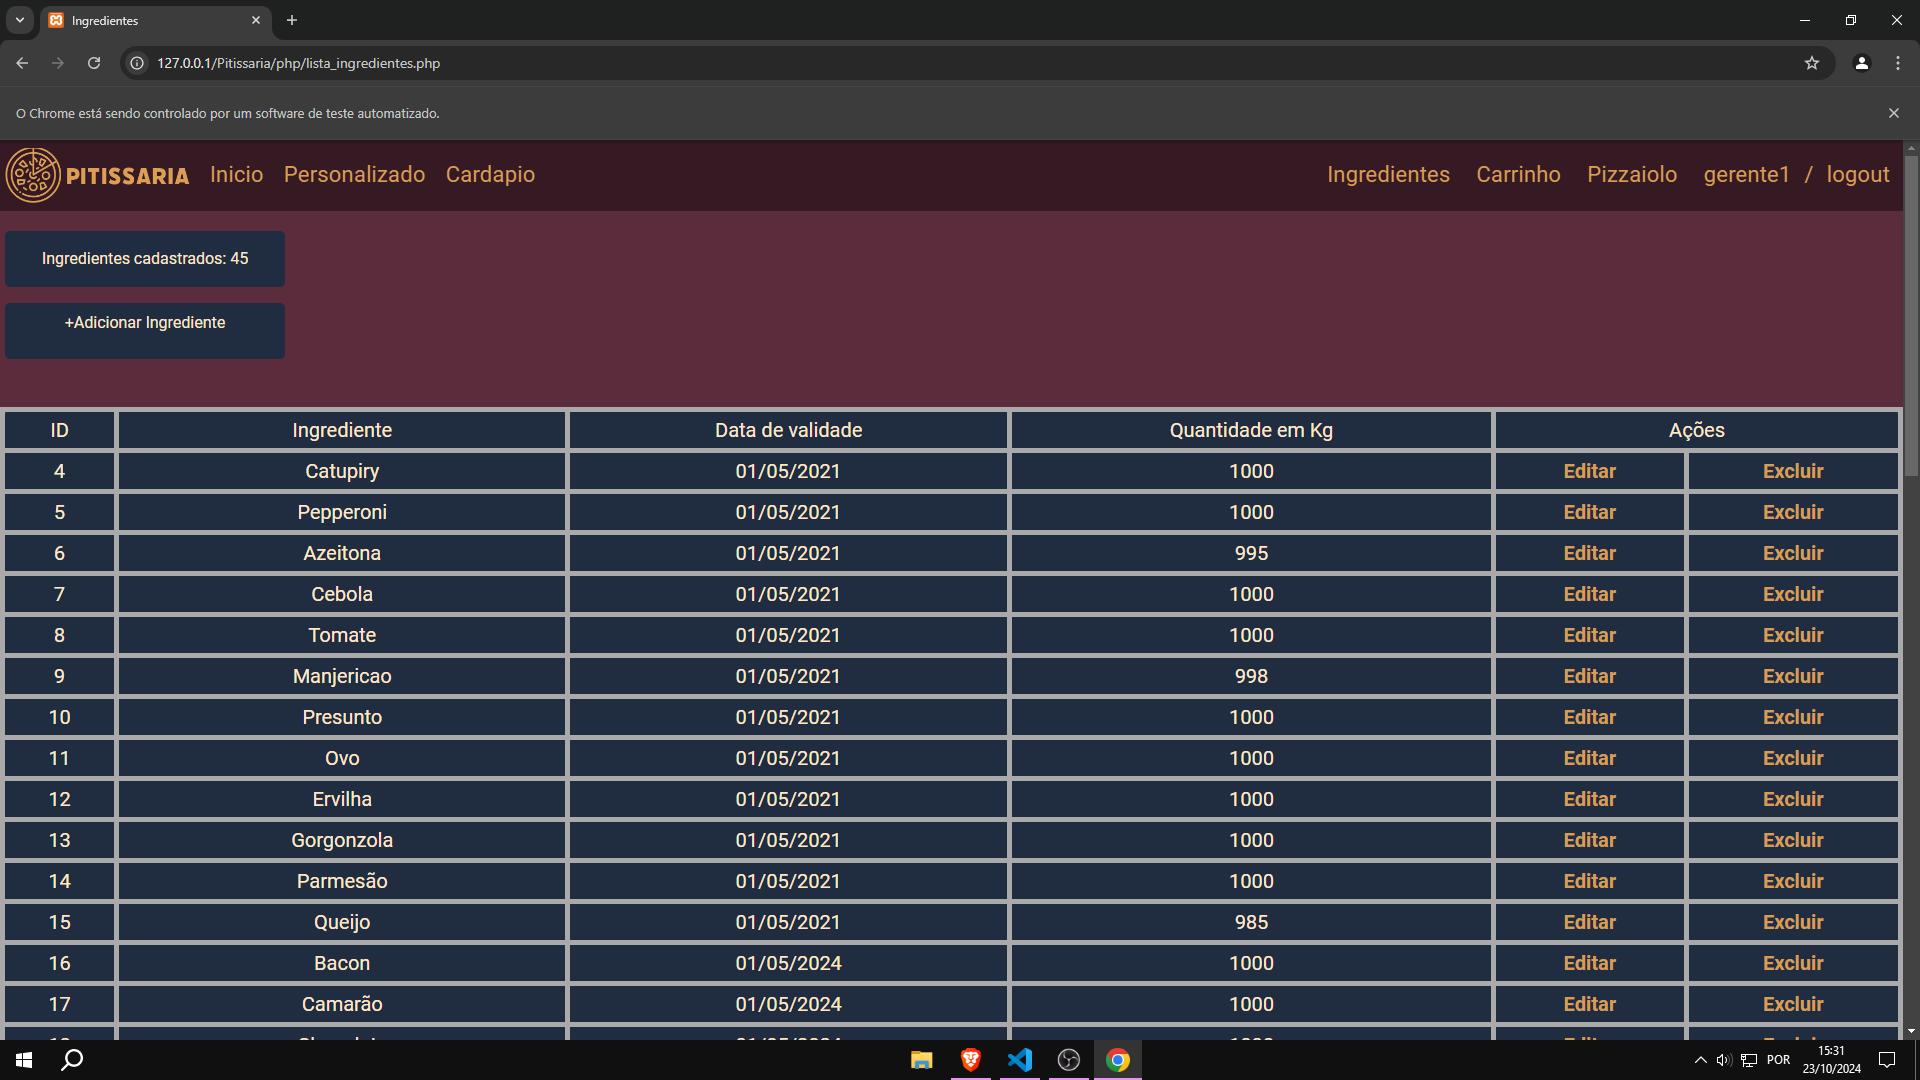 Ingredientes
127.0.0.1/Pitissaria/php/lista_ingredientes.php
O Chrome está sendo controlado por um software de teste automatizado.
PITISSARIA Inicio Personalizado Cardapio Ingredientes Carrinho Pizzaiolo gerente1 / logout
Ingredientes cadastrados: 45
+Adicionar Ingrediente
ID Ingrediente Data de validade Quantidade em Kg Ações
4 Catupiry 01/05/2021 1000 Editar Excluir
5 Pepperoni 01/05/2021 1000 Editar Excluir
6 Azeitona 01/05/2021 995 Editar Excluir
7 Cebola 01/05/2021 1000 Editar Excluir
8 Tomate 01/05/2021 1000 Editar Excluir
9 Manjericao 01/05/2021 998 Editar Excluir
10 Presunto 01/05/2021 1000 Editar Excluir
11 Ovo 01/05/2021 1000 Editar Excluir
12 Ervilha 01/05/2021 1000 Editar Excluir
13 Gorgonzola 01/05/2021 1000 Editar Excluir
14 Parmesão 01/05/2021 1000 Editar Excluir
15 Queijo 01/05/2021 985 Editar Excluir
16 Bacon 01/05/2024 1000 Editar Excluir
17 Camarão 01/05/2024 1000 Editar Excluir
POR 15:31
23/10/2024